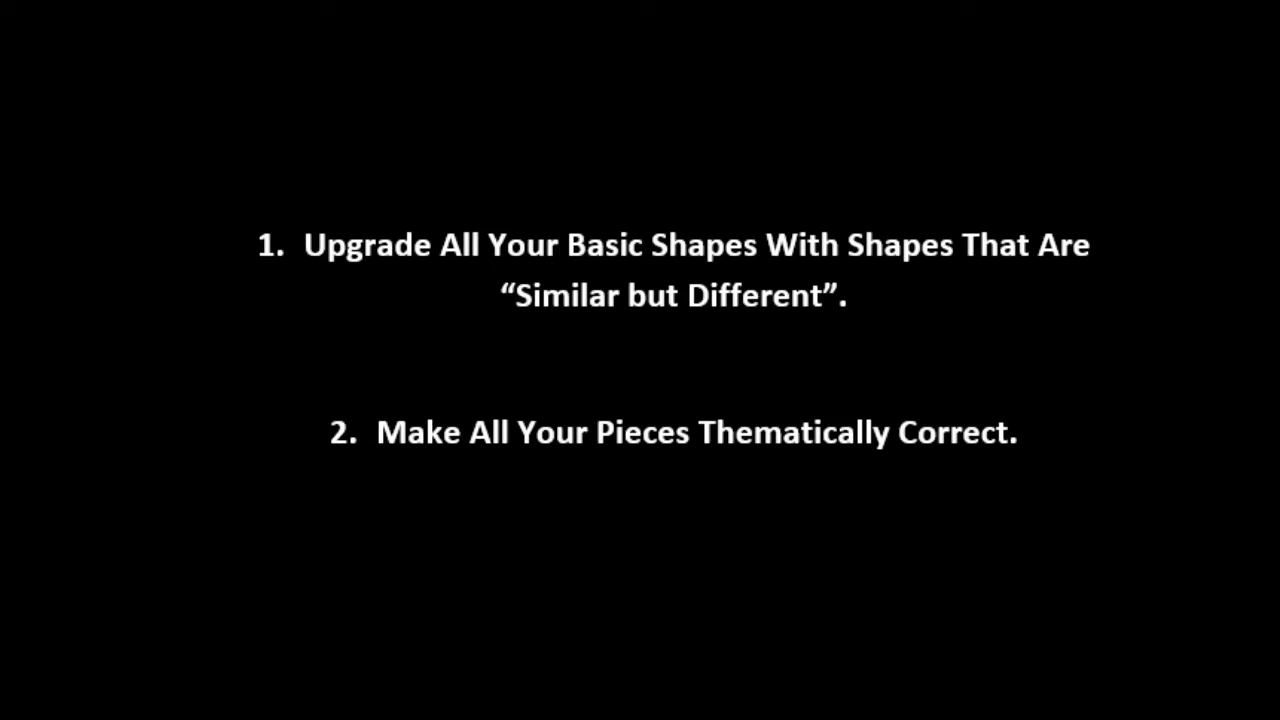 1. Upgrade All Your Basic Shapes With Shapes That Are
“Similar but Different”.
2. Make All Your Pieces Thematically Correct.